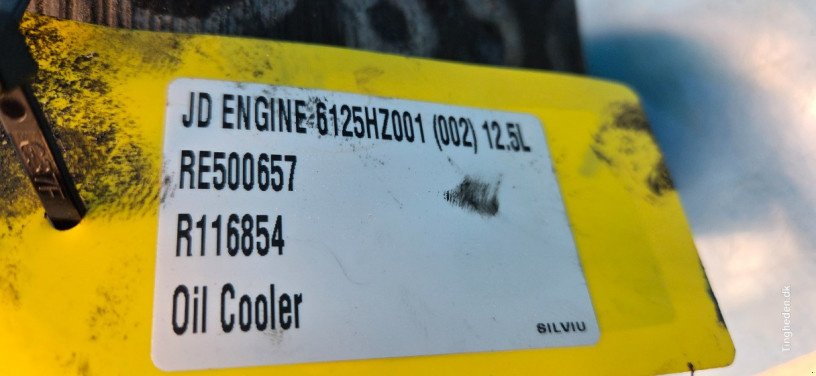 JD ENGINE 6125HZ001 (002) 12.5L
RE500657
R116854
Oil Cooler
SILVIU
Tingheden.dk